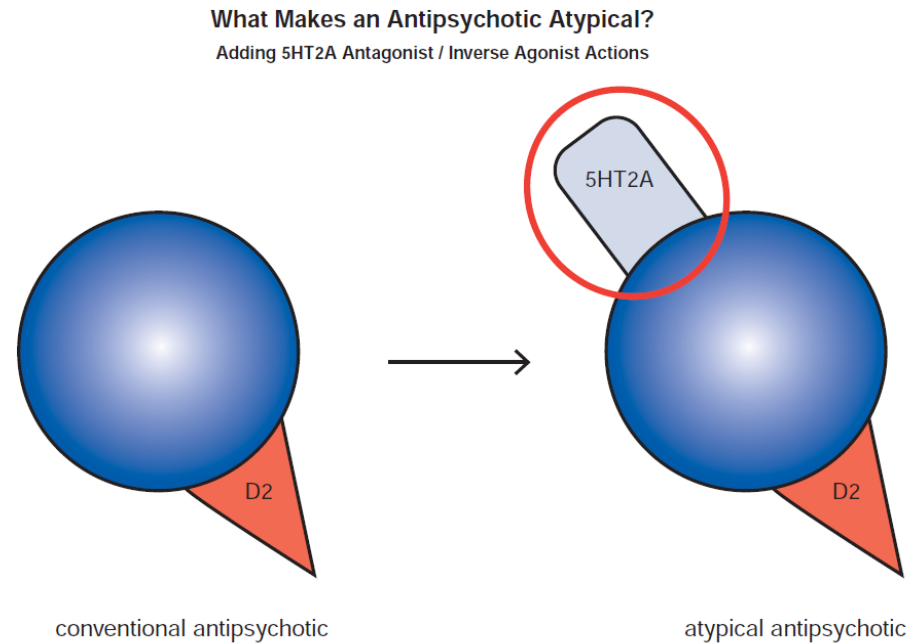 What Makes an Antipsychotic Atypical?
Adding 5HT2A Antagonist / Inverse Agonist Actions
5HT2A
D2
D2
conventional antipsychotic
atypical antipsychotic